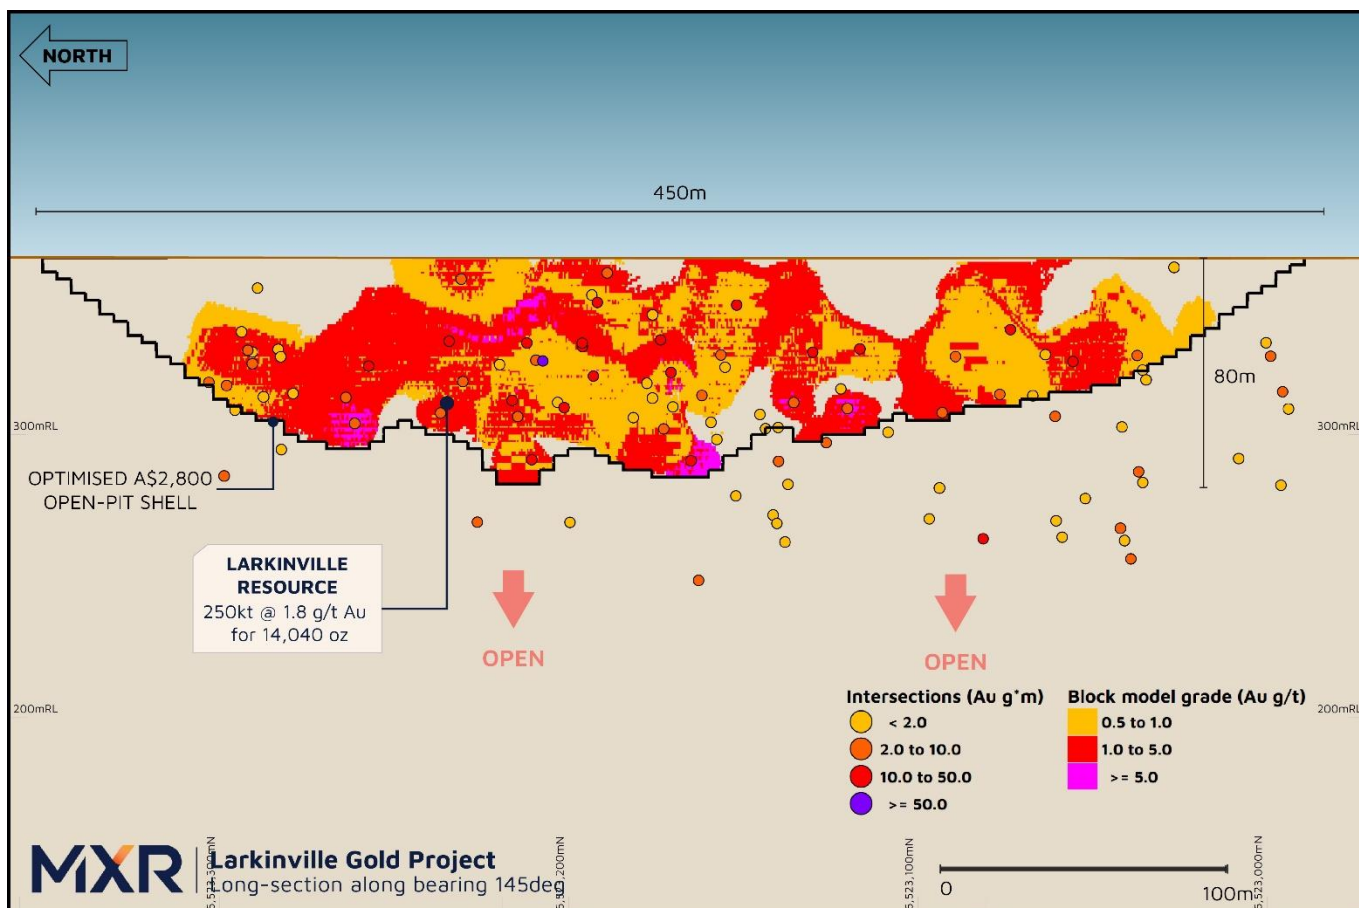 NORTH
450m
80m
300mRL
300mRL
OPTIMISED A$2,800
OPEN-PIT SHELL
LARKINVILLE
RESOURCE
250kt @ 1.8 g/t Au
for 14,040 oz
OPEN
OPEN
200mRL
200mRL
Intersections (Au g*m)
< 2.0
2.0 to 10.0
10.0 to 50.0
>= 50.0
Block model grade (Au g/t)
0.5 to 1.0
1.0 to 5.0
>= 5.0
MXR
Larkinville Gold Project
Long-section along bearing 145deg
6,523,100mN
6,523,000mN
0
100m